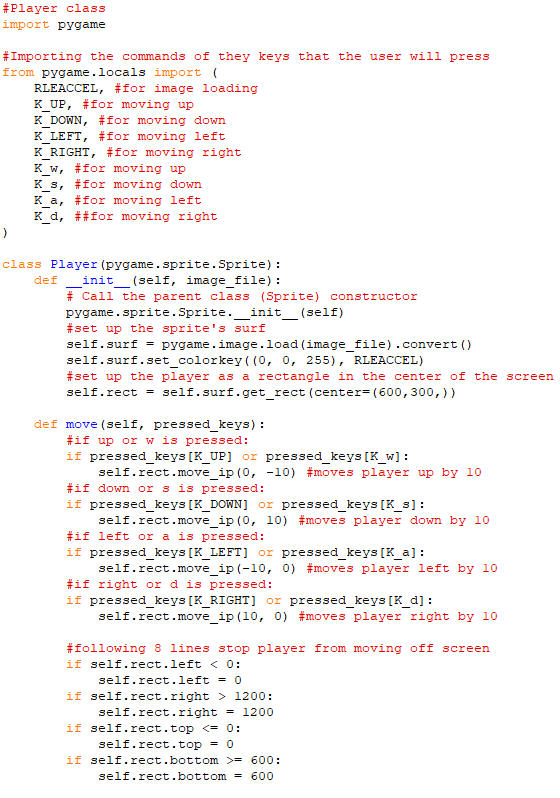 #Player class
import pygame

#Importing the commands of they keys that the user will press
from pygame.locals import (
    RLEACCEL, #for image loading
    K_UP, #for moving up
    K_DOWN, #for moving down
    K_LEFT, #for moving left
    K_RIGHT, #for moving right
    K_w, #for moving up
    K_s, #for moving down
    K_a, #for moving left
    K_d, ##for moving right
)

class Player(pygame.sprite.Sprite):
    def __init__(self, image_file):
        # Call the parent class (Sprite) constructor
        pygame.sprite.Sprite.__init__(self)
        #set up the sprite's surf
        self.surf = pygame.image.load(image_file).convert()
        self.surf.set_colorkey((0, 0, 255), RLEACCEL)
        #set up the player as a rectangle in the center of the screen
        self.rect = self.surf.get_rect(center=(600,300,))

    def move(self, pressed_keys):
        #if up or w is pressed:
        if pressed_keys[K_UP] or pressed_keys[K_w]:
            self.rect.move_ip(0, -10) #moves player up by 10
        #if down or s is pressed:
        if pressed_keys[K_DOWN] or pressed_keys[K_s]:
            self.rect.move_ip(0, 10) #moves player down by 10
        #if left or a is pressed:
        if pressed_keys[K_LEFT] or pressed_keys[K_a]:
            self.rect.move_ip(-10, 0) #moves player left by 10
        #if right or d is pressed:
        if pressed_keys[K_RIGHT] or pressed_keys[K_d]:
            self.rect.move_ip(10, 0) #moves player right by 10

        #following 8 lines stop player from moving off screen
        if self.rect.left < 0:
            self.rect.left = 0
        if self.rect.right > 1200:
            self.rect.right = 1200
        if self.rect.top <= 0:
            self.rect.top = 0
        if self.rect.bottom >= 600:
            self.rect.bottom = 600